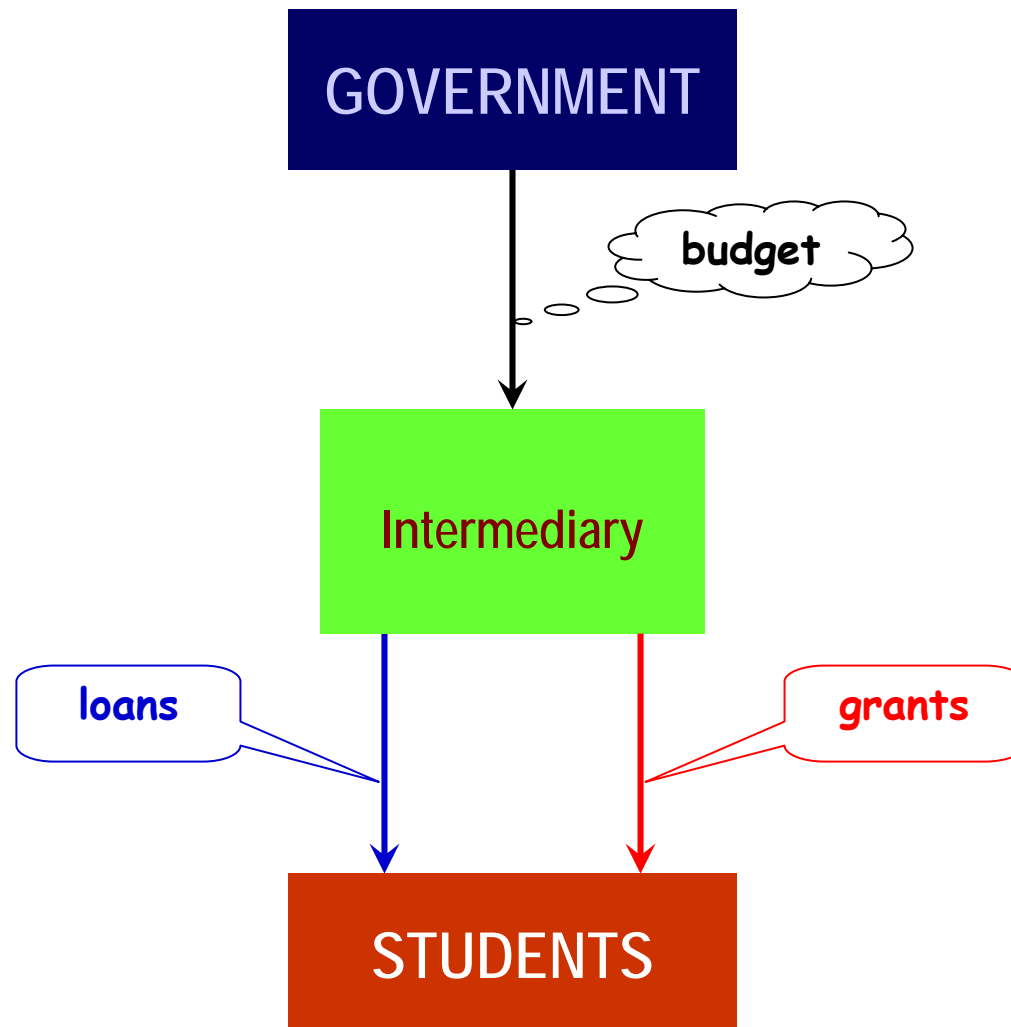 GOVERNMENT
budget
Intermediary
loans
grants
STUDENTS